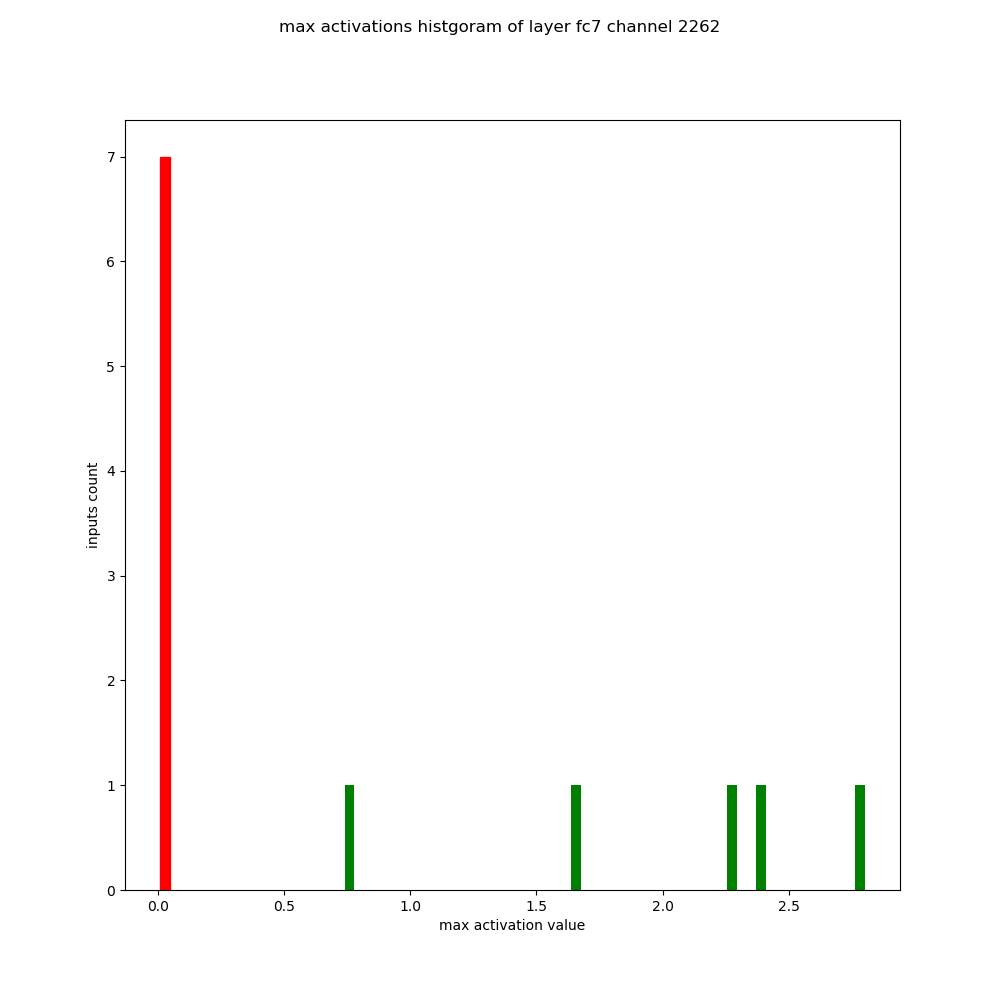 max activations histgoram of layer fc7 channel 2262
7
6
5
4
3
2
1
0
inputs count
0.0 0.5 1.0 1.5 2.0 2.5
max activation value